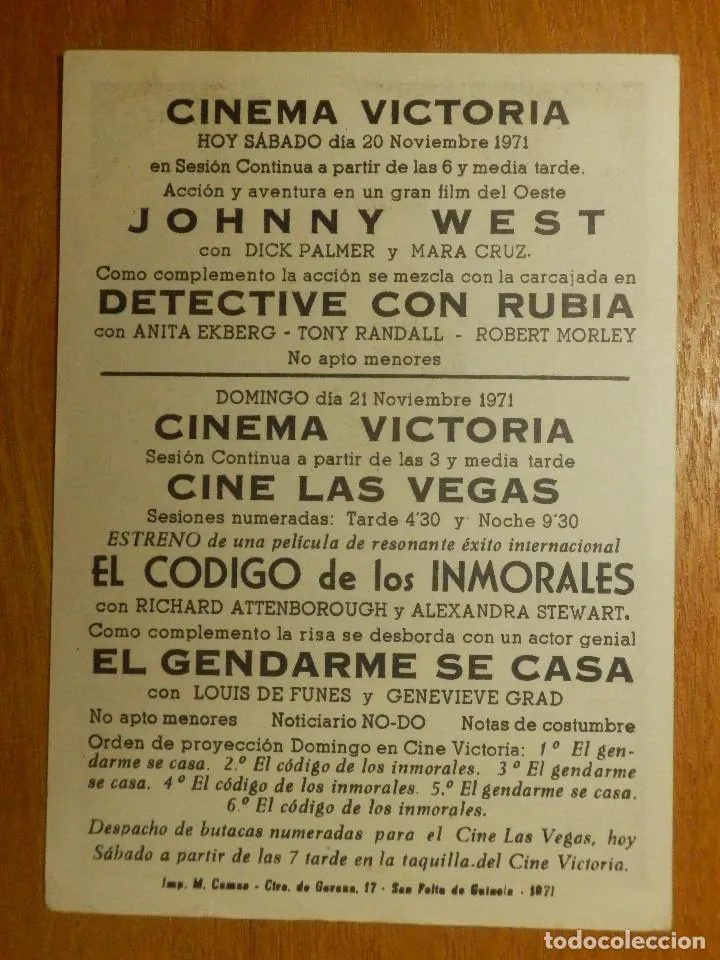 CINEMA VICTORIA
HOY SÁBADO día 20 Noviembre 1971
en Sesión Continua a partir de las 6 y media tarde.
Acción y aventura en un gran film del Oeste
JOHNNY WEST
con DICK PALMER y MARA CRUZ.
Como complemento la acción se mezcla con la carcajada en
DETECTIVE CON RUBIA
con ANITA EKBERG - TONY RANDALL - ROBERT MORLEY
No apto menores
DOMINGO día 21 Noviembre 1971
CINEMA VICTORIA
Sesión Continua a partir de las 3 y media tarde
CINE LAS VEGAS
Sesiones numeradas: Tarde 4'30 y Noche 9'30
ESTRENO de una película de resonante éxito internacional
EL CODIGO de los INMORALES
con RICHARD ATTENBOROUGH y ALEXANDRA STEWART.
Como complemento la risa se desborda con un actor genial
EL GENDARME SE CASA
con LOUIS DE FUNES y GENEVIEVE GRAD
No apto menores Noticiario NO-DO Notas de costumbre
Orden de proyección Domingo en Cine Victoria: 1º El gen-
darme se casa. 2.º El código de los inmorales. 3º El gendarme
se casa. 4º El código de los inmorales. 5.º El gendarme se casa.
6.º El código de los inmorales.
Despacho de butacas numeradas para el Cine Las Vegas, hoy
Sábado a partir de las 7 tarde en la taquilla.del Cine Victoria.
Imp. M. - Ctra. de Gerona, 17 - San Feliu de Guixols - 1971
todocoleccion